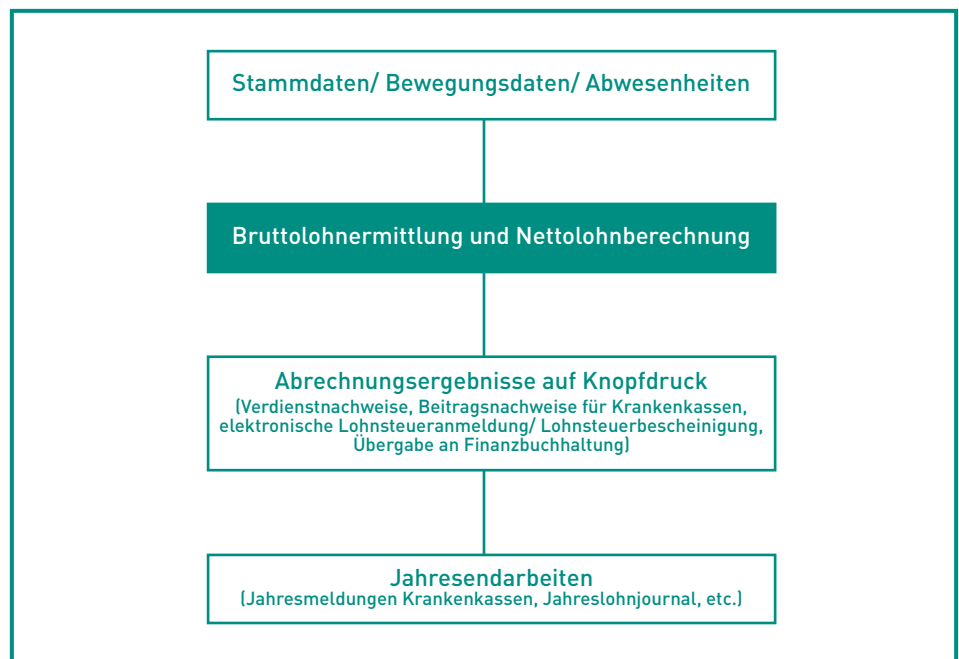 Stammdaten/ Bewegungsdaten/ Abwesenheiten
Bruttolohnermittlung und Nettolohnberechnung
Abrechnungsergebnisse auf Knopfdruck
(Verdienstnachweise, Beitragsnachweise für Krankenkassen,
elektronische Lohnsteueranmeldung/ Lohnsteuerbescheinigung,
Übergabe an Finanzbuchhaltung)
Jahresendarbeiten
(Jahresmeldungen Krankenkassen, Jahreslohnjournal, etc.)